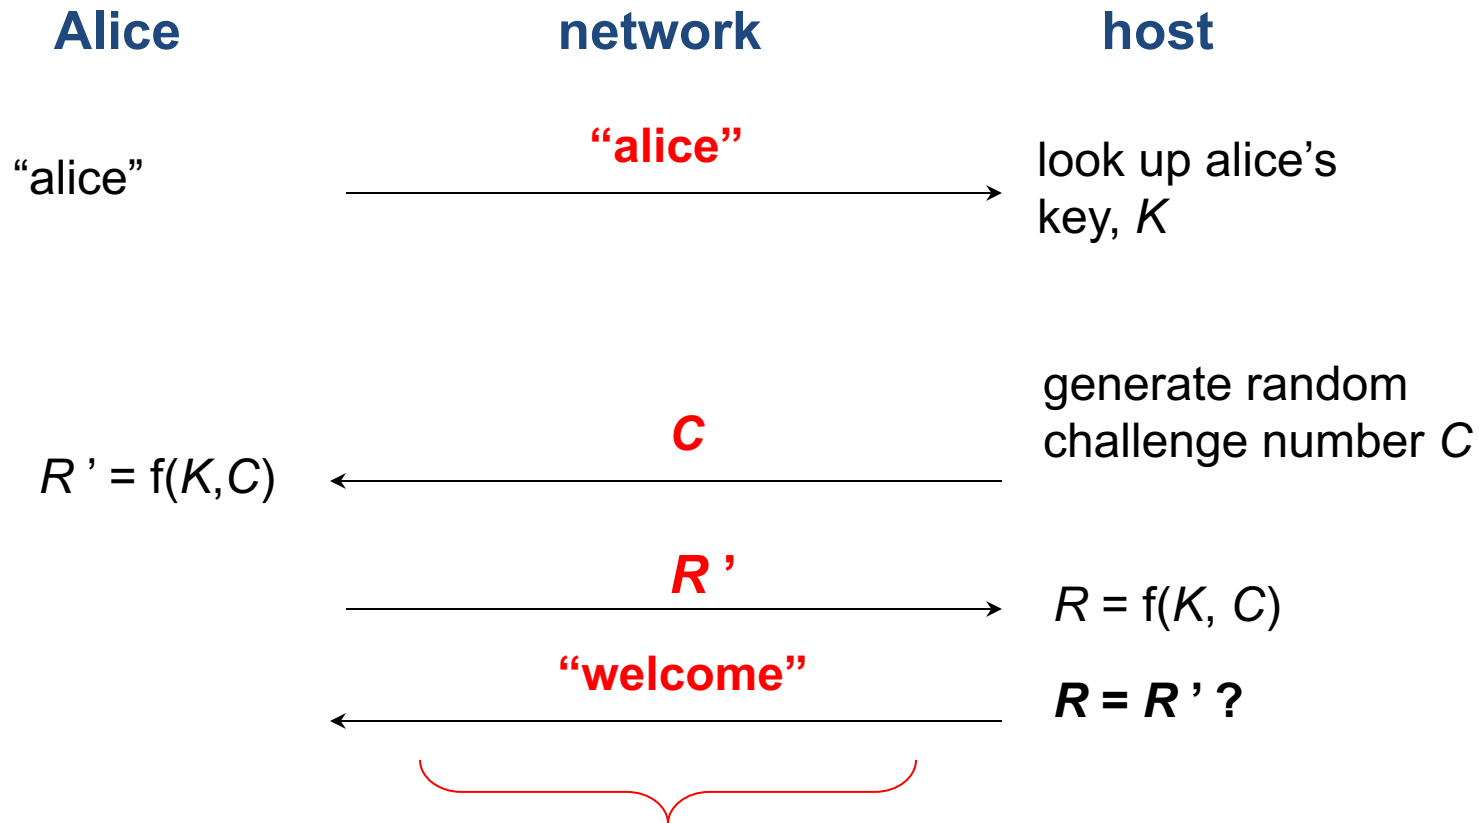 Alice
network
host
“alice”
“alice”
look up alice’s
key, K
generate random
challenge number C
C
R ’ = f(K,C)
R ’
R = f(K, C)
“welcome”
R = R ’ ?